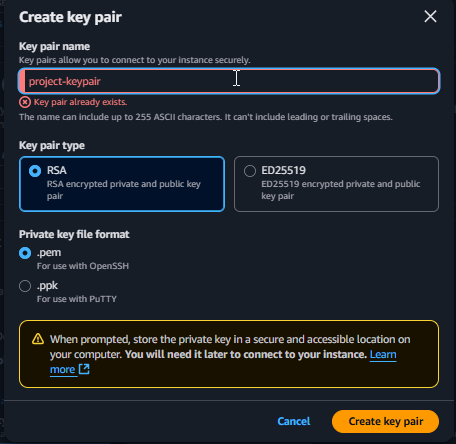 Create key pair
Key pair name
Key pairs allow you to connect to your instance securely.
project-keypair
Key pair already exists.
The name can include up to 255 ASCII characters. It can't include leading or trailing spaces.
Key pair type
RSA
RSA encrypted private and public key
pair
ED25519
ED25519 encrypted private and public
key pair
Private key file format
.pem
For use with OpenSSH
.ppk
For use with PuTTY
When prompted, store the private key in a secure and accessible location on
your computer. You will need it later to connect to your instance. Learn
more
Cancel
Create key pair